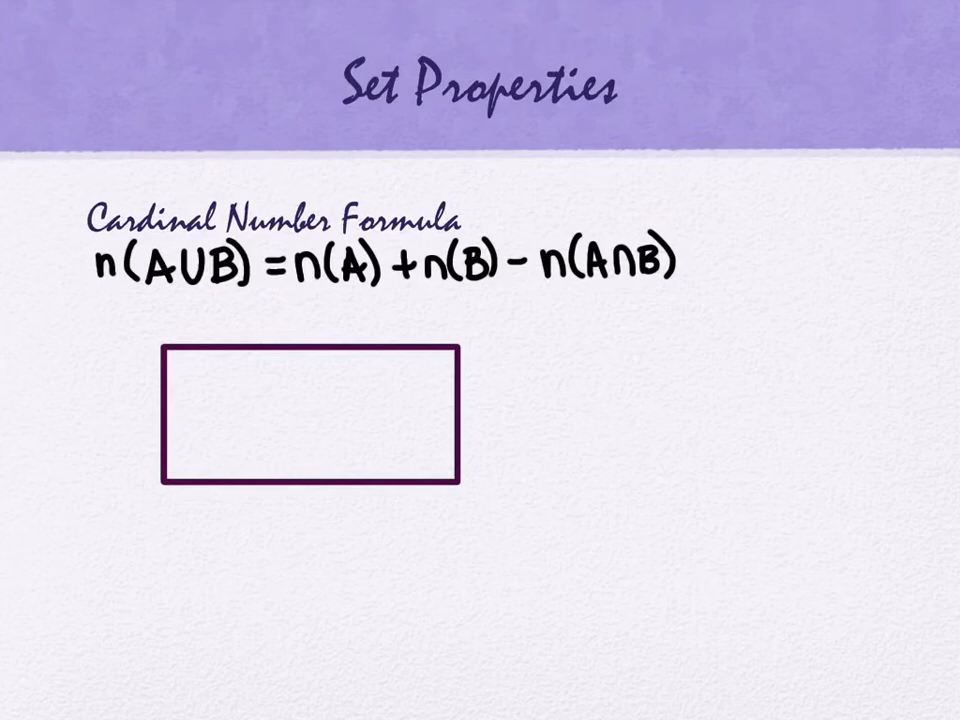 Set Properties
Cardinal Number Formula
n(A∪B) = n(A) + n(B) - n(A∩B)